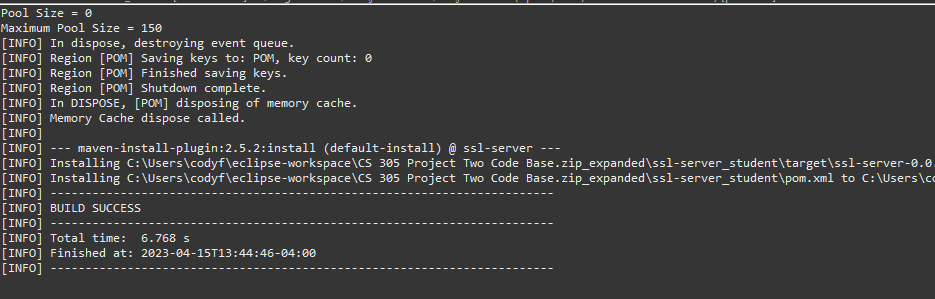 Pool Size = 0
Maximum Pool Size = 150
[INFO] In dispose, destroying event queue.
[INFO] Region [POM] Saving keys to: POM, key count: 0
[INFO] Region [POM] Finished saving keys.
[INFO] Region [POM] Shutdown complete.
[INFO] In DISPOSE, [POM] disposing of memory cache.
[INFO] Memory Cache dispose called.
[INFO]
[INFO] --- maven-install-plugin:2.5.2:install (default-install) @ ssl-server ---
[INFO] Installing C:\Users\codyf\eclipse-workspace\CS 305 Project Two Code Base.zip_expanded\ssl-server_student\target\ssl-server-0.0.
[INFO] Installing C:\Users\codyf\eclipse-workspace\CS 305 Project Two Code Base.zip_expanded\ssl-server_student\pom.xml to C:\Users\co
[INFO] ------------------------------------------------------------------------
[INFO] BUILD SUCCESS
[INFO] ------------------------------------------------------------------------
[INFO] Total time:  6.768 s
[INFO] Finished at: 2023-04-15T13:44:46-04:00
[INFO] ------------------------------------------------------------------------